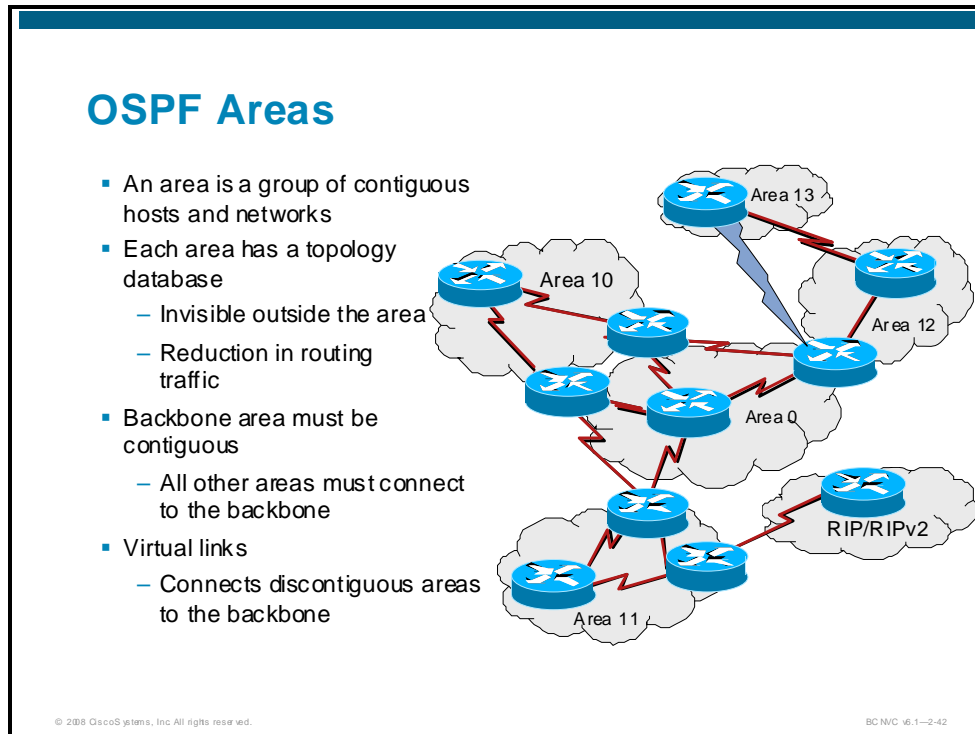 OSPF Areas
▪ An area is a group of contiguous
hosts and networks
▪ Each area has a topology
database
– Invisible outside the area
– Reduction in routing
traffic
▪ Backbone area must be
contiguous
– All other areas must connect
to the backbone
▪ Virtual links
– Connects discontiguous areas
to the backbone
Area 13
Area 10
Area 12
Area 0
RIP/RIPv2
Area 11
© 2008 Cisco Systems, Inc. All rights reserved.
BCNVC v6.1—2-42